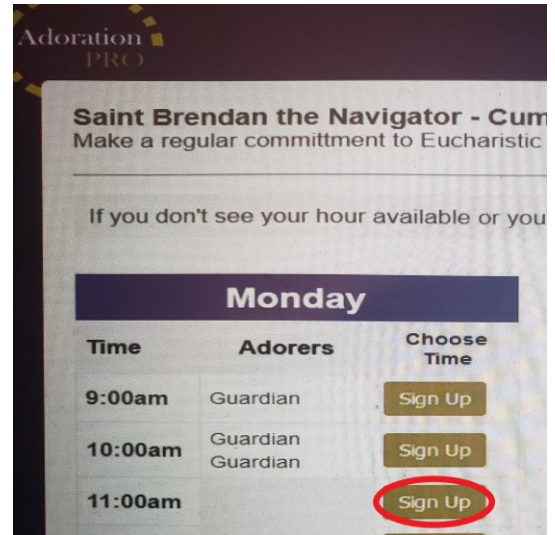 Adoration
PRO
Saint Brendan the Navigator - Cum
Make a regular committment to Eucharistic
If you don't see your hour available or you
Monday
Time Adorers Choose Time
9:00am Guardian Sign Up
10:00am Guardian Guardian Sign Up
11:00am Sign Up